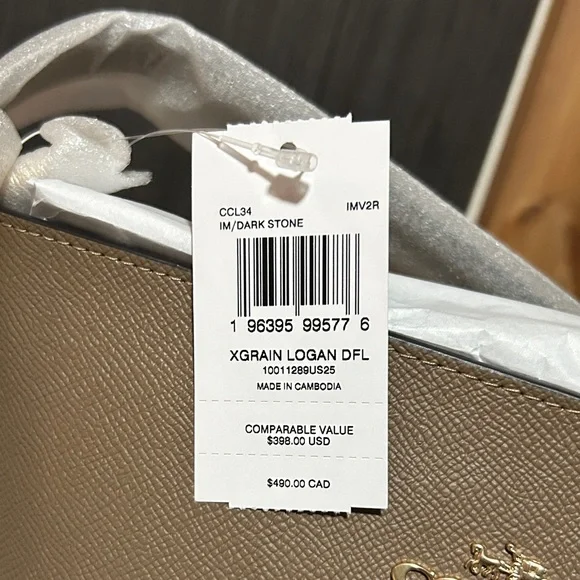 CCL34 IMV2R
IM/DARK STONE
1 96395 99577 6
XGRAIN LOGAN DFL
10011289US25
MADE IN CAMBODIA
COMPARABLE VALUE
$398.00 USD
$490.00 CAD